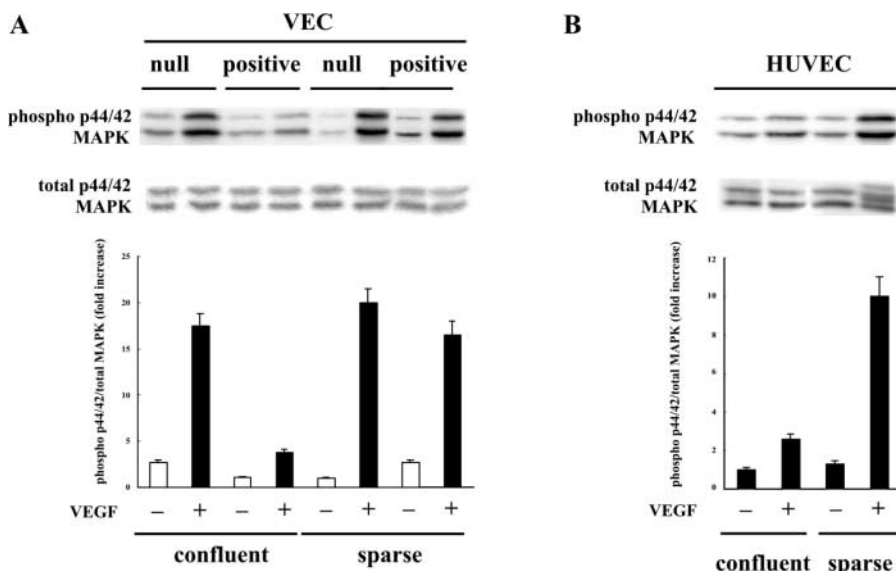 A
VEC
null positive null positive
phospho p44/42
MAPK
total p44/42
MAPK
phospho p44/42/total MAPK (fold increase)
25
20
15
10
5
0
VEGF – + – + – + – +
confluent sparse
B
HUVEC
phospho p44/42
MAPK
total p44/42
MAPK
phospho p44/42/total MAPK (fold increase)
12
10
8
6
4
2
0
– + – +
confluent sparse